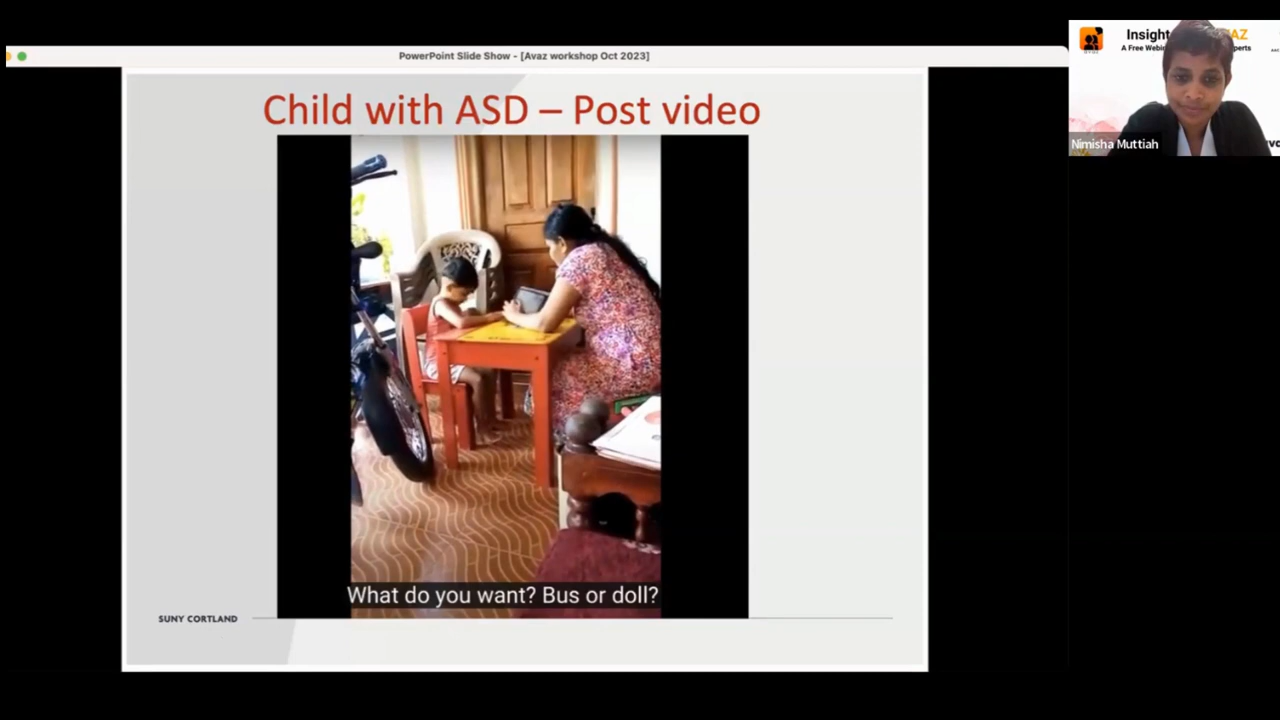 PowerPoint Slide Show - [Avaz workshop Oct 2023]
Child with ASD – Post video
What do you want? Bus or doll?
SUNY CORTLAND
Insight
A Free Webi
Nimisha Muttiah